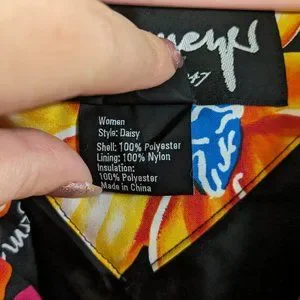 Women
Style: Daisy
Shell: 100% Polyester
Lining: 100% Nylon
Insulation:
100% Polyester
Made in China